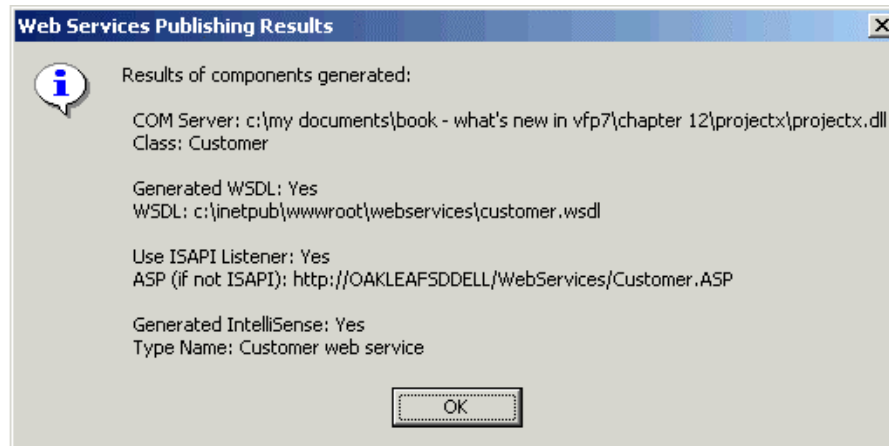 Web Services Publishing Results
Results of components generated:
COM Server: c:\my documents\book - what's new in vfp7\chapter 12\projectx\projectx.dll
Class: Customer
Generated WSDL: Yes
WSDL: c:\inetpub\wwwroot\webservices\customer.wsdl
Use ISAPI Listener: Yes
ASP (if not ISAPI): http://OAKLEAFSDDELL/WebServices/Customer.ASP
Generated IntelliSense: Yes
Type Name: Customer web service
OK